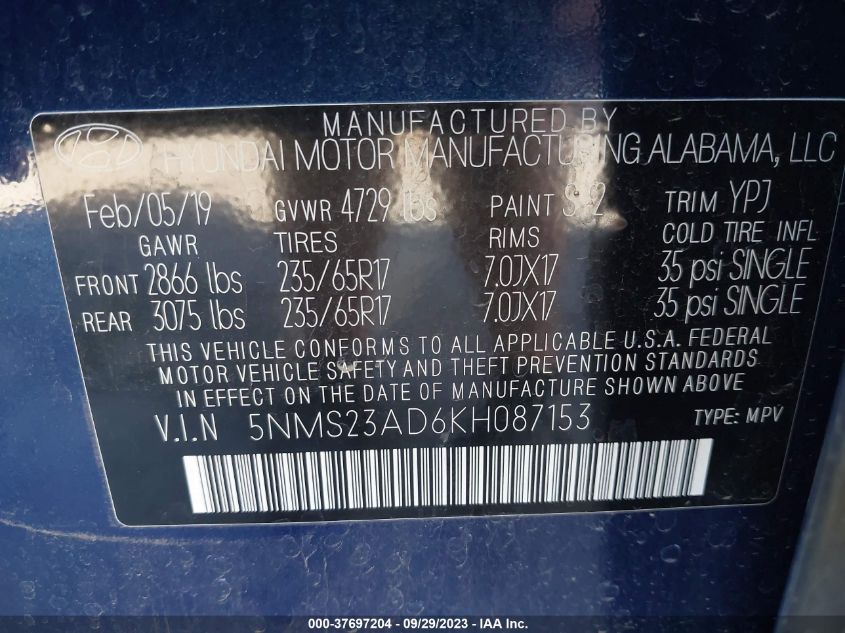 MANUFACTURED BY
HYUNDAI MOTOR MANUFACTURING ALABAMA, LLC
Feb/05/19 GVWR 4729 lbs PAINT TRIM YPJ
GAWR TIRES RIMS COLD TIRE INFL
FRONT 2866 lbs 235/65R17 7.0JX17 35 psi SINGLE
REAR 3075 lbs 235/65R17 7.0JX17 35 psi SINGLE
THIS VEHICLE CONFORMS TO ALL APPLICABLE U.S.A. FEDERAL
MOTOR VEHICLE SAFETY AND THEFT PREVENTION STANDARDS
IN EFFECT ON THE DATE OF MANUFACTURE SHOWN ABOVE
V.I.N 5NMS23AD6KH087153 TYPE: MPV
000-37697204 - 09/29/2023 - IAA Inc.